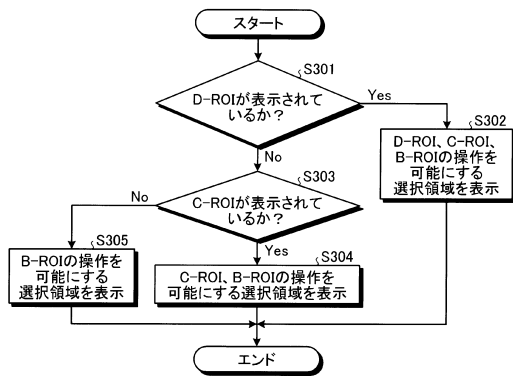 スタート
S301
D-ROIが表示されて
いるか?
Yes
S302
D-ROI、C-ROI、
B-ROIの操作を
可能にする
選択領域を表示
No
S303
C-ROIが表示されて
いるか?
No
Yes
S305
B-ROIの操作を
可能にする
選択領域を表示
S304
C-ROI、B-ROIの操作を
可能にする選択領域を表示
エンド